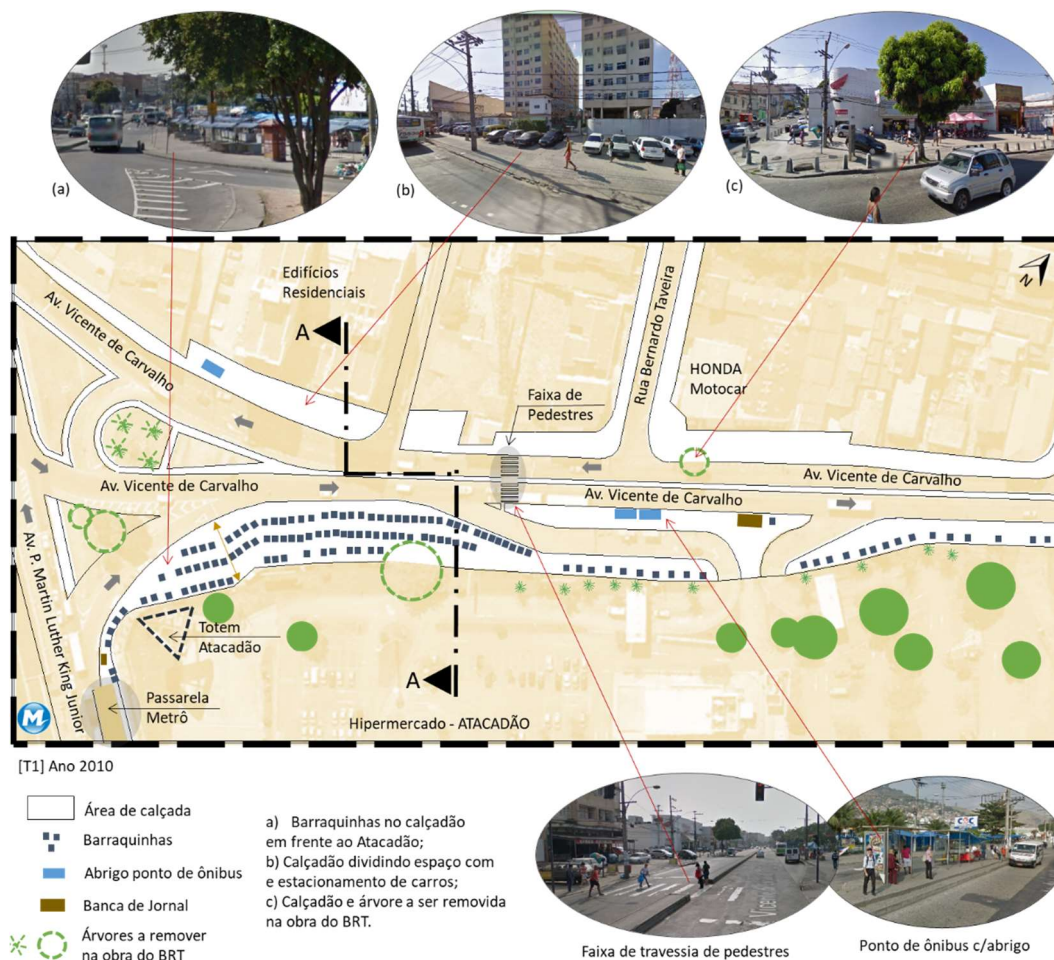 (a)
(b)
(c)
Edifícios
Residenciais
A
N
Av. Vicente de Carvalho
Rua Bernardo Taveira
Faixa de
Pedestres
HONDA
Motocar
Av. Vicente de Carvalho
Av. Vicente de Carvalho
Av. P. Martin Luther King Junior
Totem
Atacadão
A
Passarela
Metrô
M
Hipermercado - ATACADÃO
[T1] Ano 2010
Área de calçada
Barraquinhas
Abrigo ponto de ônibus
Banca de Jornal
Árvores a remover
na obra do BRT
a) Barraquinhas no calçadão
em frente ao Atacadão;
b) Calçadão dividindo espaço com
e estacionamento de carros;
c) Calçadão e árvore a ser removida
na obra do BRT.
Faixa de travessia de pedestres
Ponto de ônibus c/abrigo